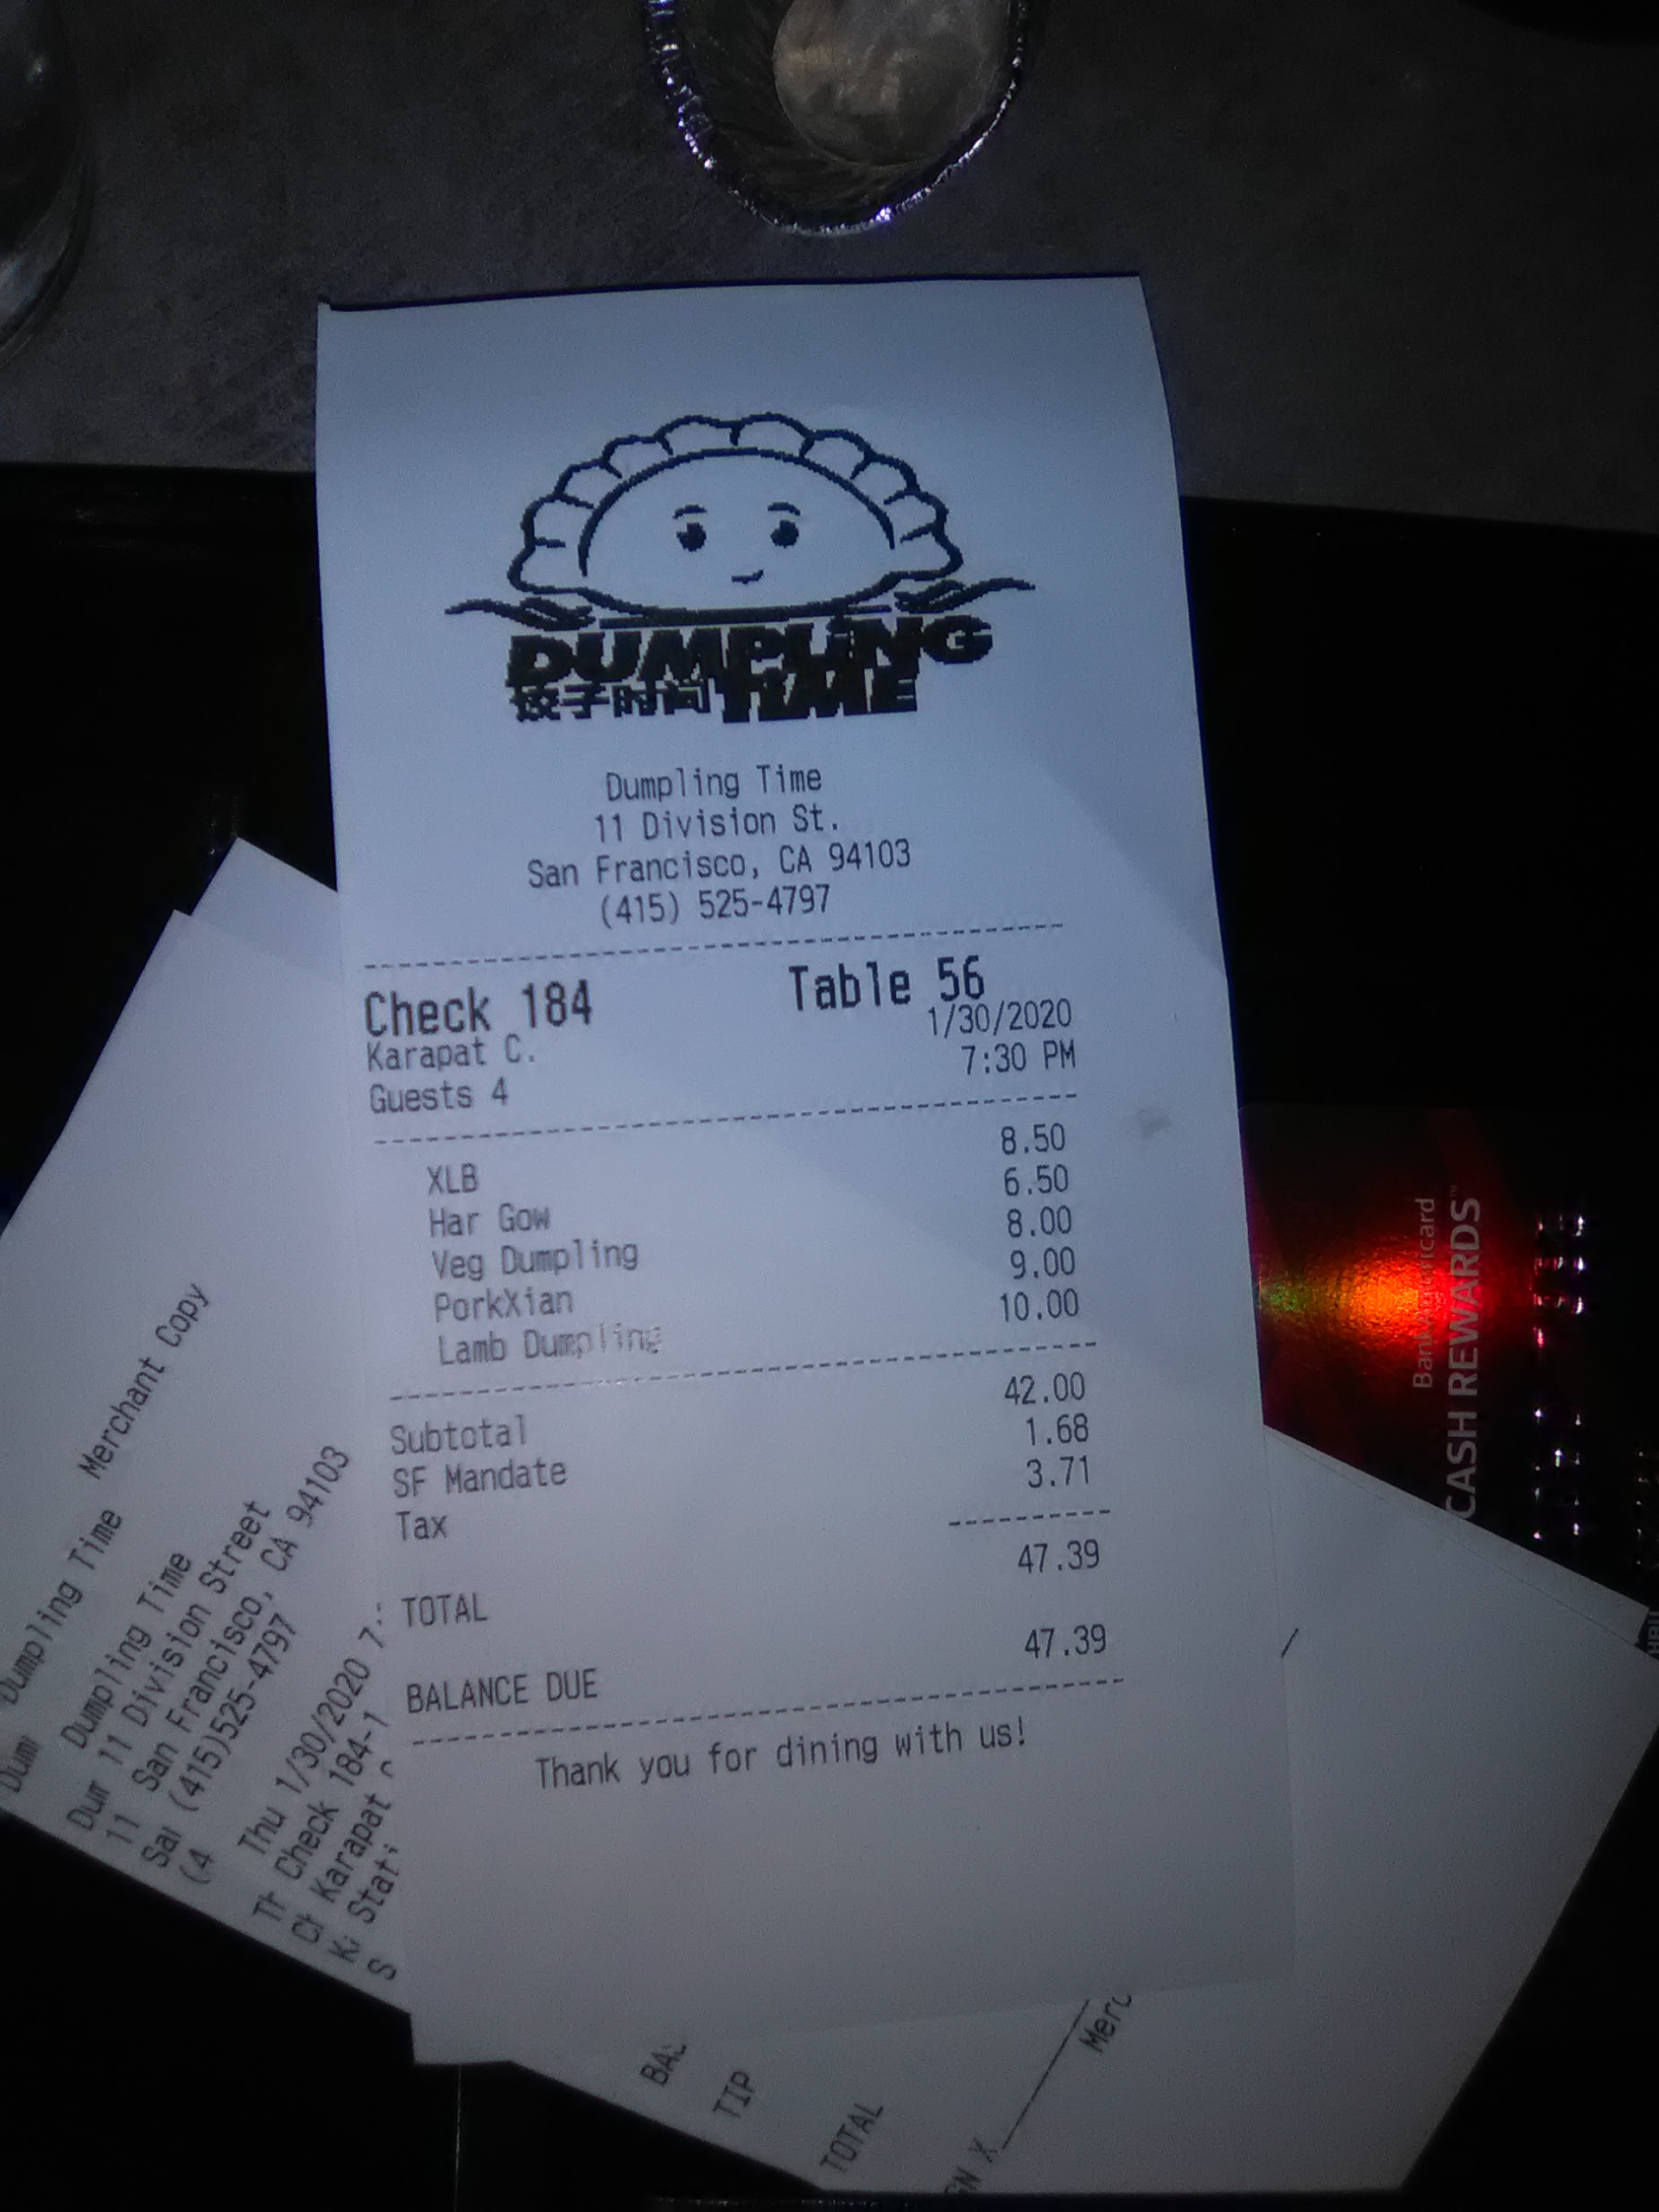 DUMPLING
饺子时间 TIME
Dumpling Time
11 Division St.
San Francisco, CA 94103
(415) 525-4797
Check 184 Table 56
Karapat C. 1/30/2020
Guests 4 7:30 PM
XLB 8.50
Har Gow 6.50
Veg Dumpling 8.00
PorkXian 9.00
Lamb Dumpling 10.00
Subtotal 42.00
SF Mandate 1.68
Tax 3.71
TOTAL 47.39
BALANCE DUE 47.39
Thank you for dining with us!
Merchant Copy
Dumpling Time
Dumpling Time
11 Division Street
San Francisco, CA 94103
(415)525-4797
Thu 1/30/2020 7:
Check 184-1
Karapat
TIP
TOTAL
X
BankAmericard
CASH REWARDS™